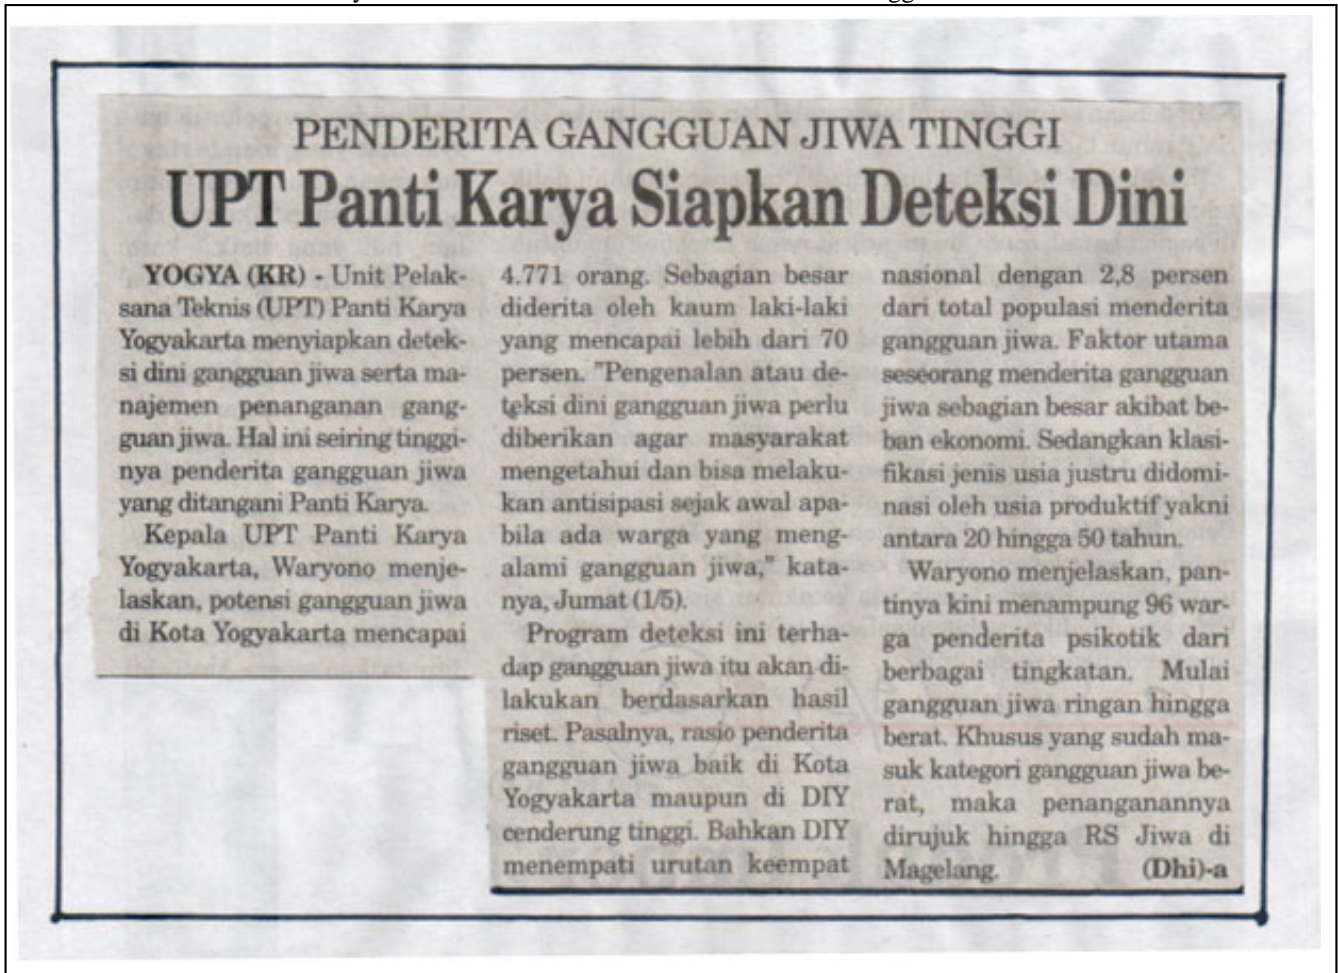 PENDERITA GANGGUAN JIWA TINGGI
UPT Panti Karya Siapkan Deteksi Dini
YOGYA (KR) - Unit Pelak-
sana Teknis (UPT) Panti Karya
Yogyakarta menyiapkan detek-
si dini gangguan jiwa serta ma-
najemen penanganan gang-
guan jiwa. Hal ini seiring tinggi-
nya penderita gangguan jiwa
yang ditangani Panti Karya.
Kepala UPT Panti Karya
Yogyakarta, Waryono menje-
laskan, potensi gangguan jiwa
di Kota Yogyakarta mencapai
4.771 orang. Sebagian besar
diderita oleh kaum laki-laki
yang mencapai lebih dari 70
persen. "Pengenalan atau de-
teksi dini gangguan jiwa perlu
diberikan agar masyarakat
mengetahui dan bisa melaku-
kan antisipasi sejak awal apa-
bila ada warga yang meng-
alami gangguan jiwa," kata-
nya, Jumat (1/5).
Program deteksi ini terha-
dap gangguan jiwa itu akan di-
lakukan berdasarkan hasil
riset. Pasalnya, rasio penderita
gangguan jiwa baik di Kota
Yogyakarta maupun di DIY
cenderung tinggi. Bahkan DIY
menempati urutan keempat
nasional dengan 2,8 persen
dari total populasi menderita
gangguan jiwa. Faktor utama
seseorang menderita gangguan
jiwa sebagian besar akibat be-
ban ekonomi. Sedangkan klasi-
fikasi jenis usia justru didomi-
nasi oleh usia produktif yakni
antara 20 hingga 50 tahun.
Waryono menjelaskan, pan-
tinya kini menampung 96 war-
ga penderita psikotik dari
berbagai tingkatan. Mulai
gangguan jiwa ringan hingga
berat. Khusus yang sudah ma-
suk kategori gangguan jiwa be-
rat, maka penanganannya
dirujuk hingga RS Jiwa di
Magelang. (Dhi)-a